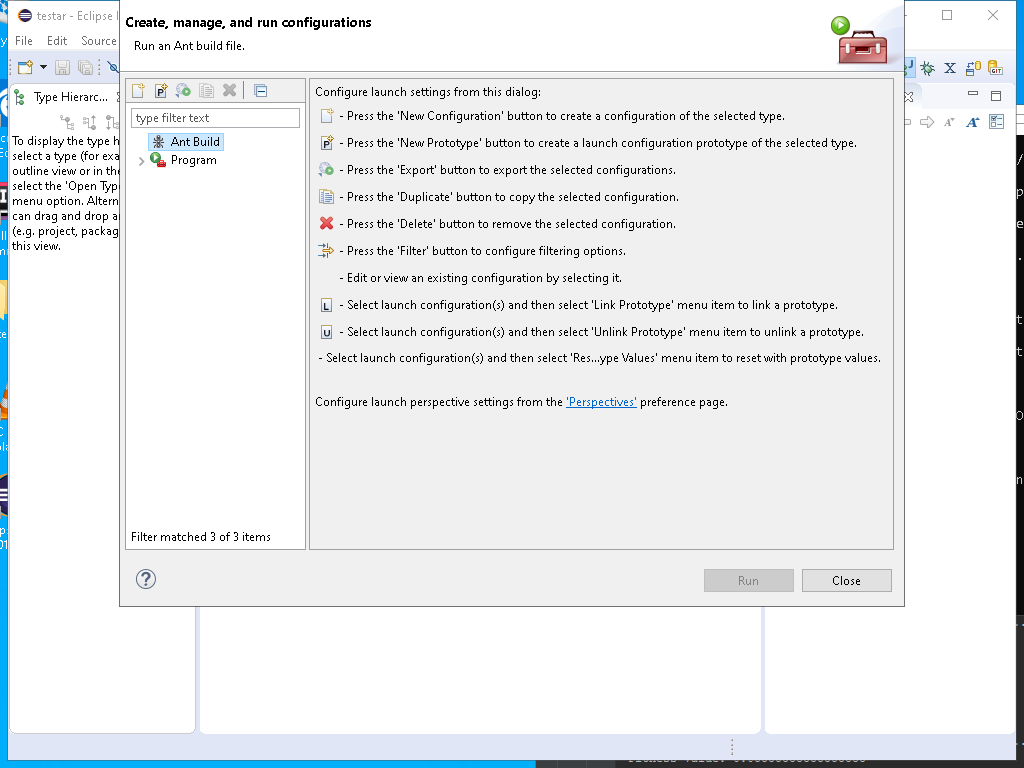 testar - Eclipse I
File Edit Source
Create, manage, and run configurations
Run an Ant build file.
Type Hierarc...
To display the type h
select a type (for exa
outline view or in the
select the 'Open Typ
menu option. Altern
can drag and drop a
(e.g. project, packag
this view.
type filter text
Ant Build
Program
Filter matched 3 of 3 items
Configure launch settings from this dialog:
- Press the 'New Configuration' button to create a configuration of the selected type.
- Press the 'New Prototype' button to create a launch configuration prototype of the selected type.
- Press the 'Export' button to export the selected configurations.
- Press the 'Duplicate' button to copy the selected configuration.
- Press the 'Delete' button to remove the selected configuration.
- Press the 'Filter' button to configure filtering options.
- Edit or view an existing configuration by selecting it.
L - Select launch configuration(s) and then select 'Link Prototype' menu item to link a prototype.
U - Select launch configuration(s) and then select 'Unlink Prototype' menu item to unlink a prototype.
- Select launch configuration(s) and then select 'Res...ype Values' menu item to reset with prototype values.
Configure launch perspective settings from the 'Perspectives' preference page.
Run
Close